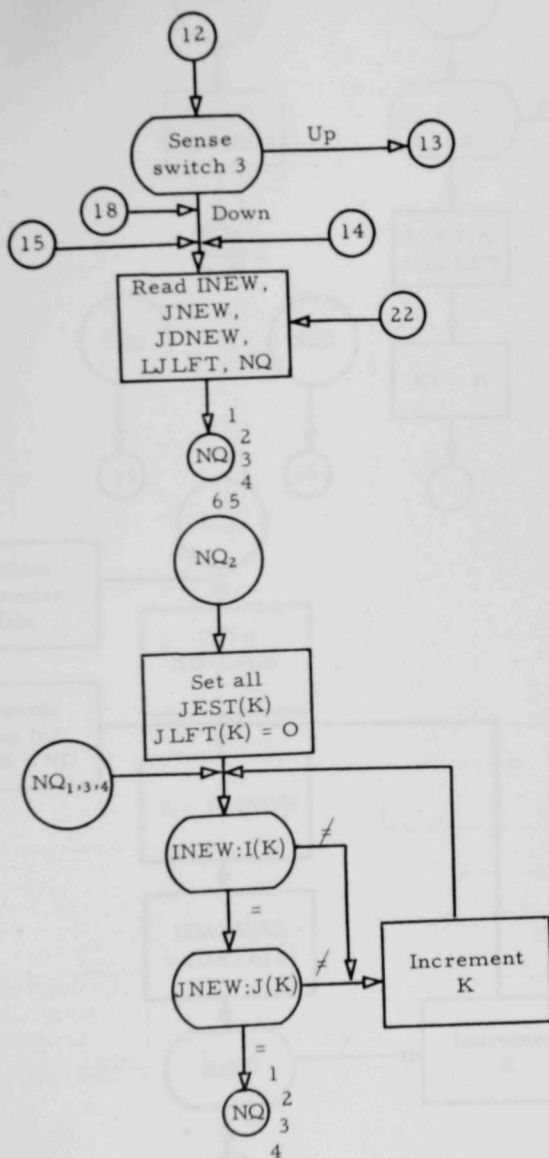 12
Sense
switch 3
Up
13
18
Down
15
14
Read INEW,
JNEW,
JDNEW,
LJLFT, NQ
22
1
2
NQ
3
4
6 5
NQ2
Set all
JEST(K)
JLFT(K) = O
NQ1,3,4
INEW:I(K)
≠
=
JNEW:J(K)
≠
Increment
K
=
1
NQ
2
3
4